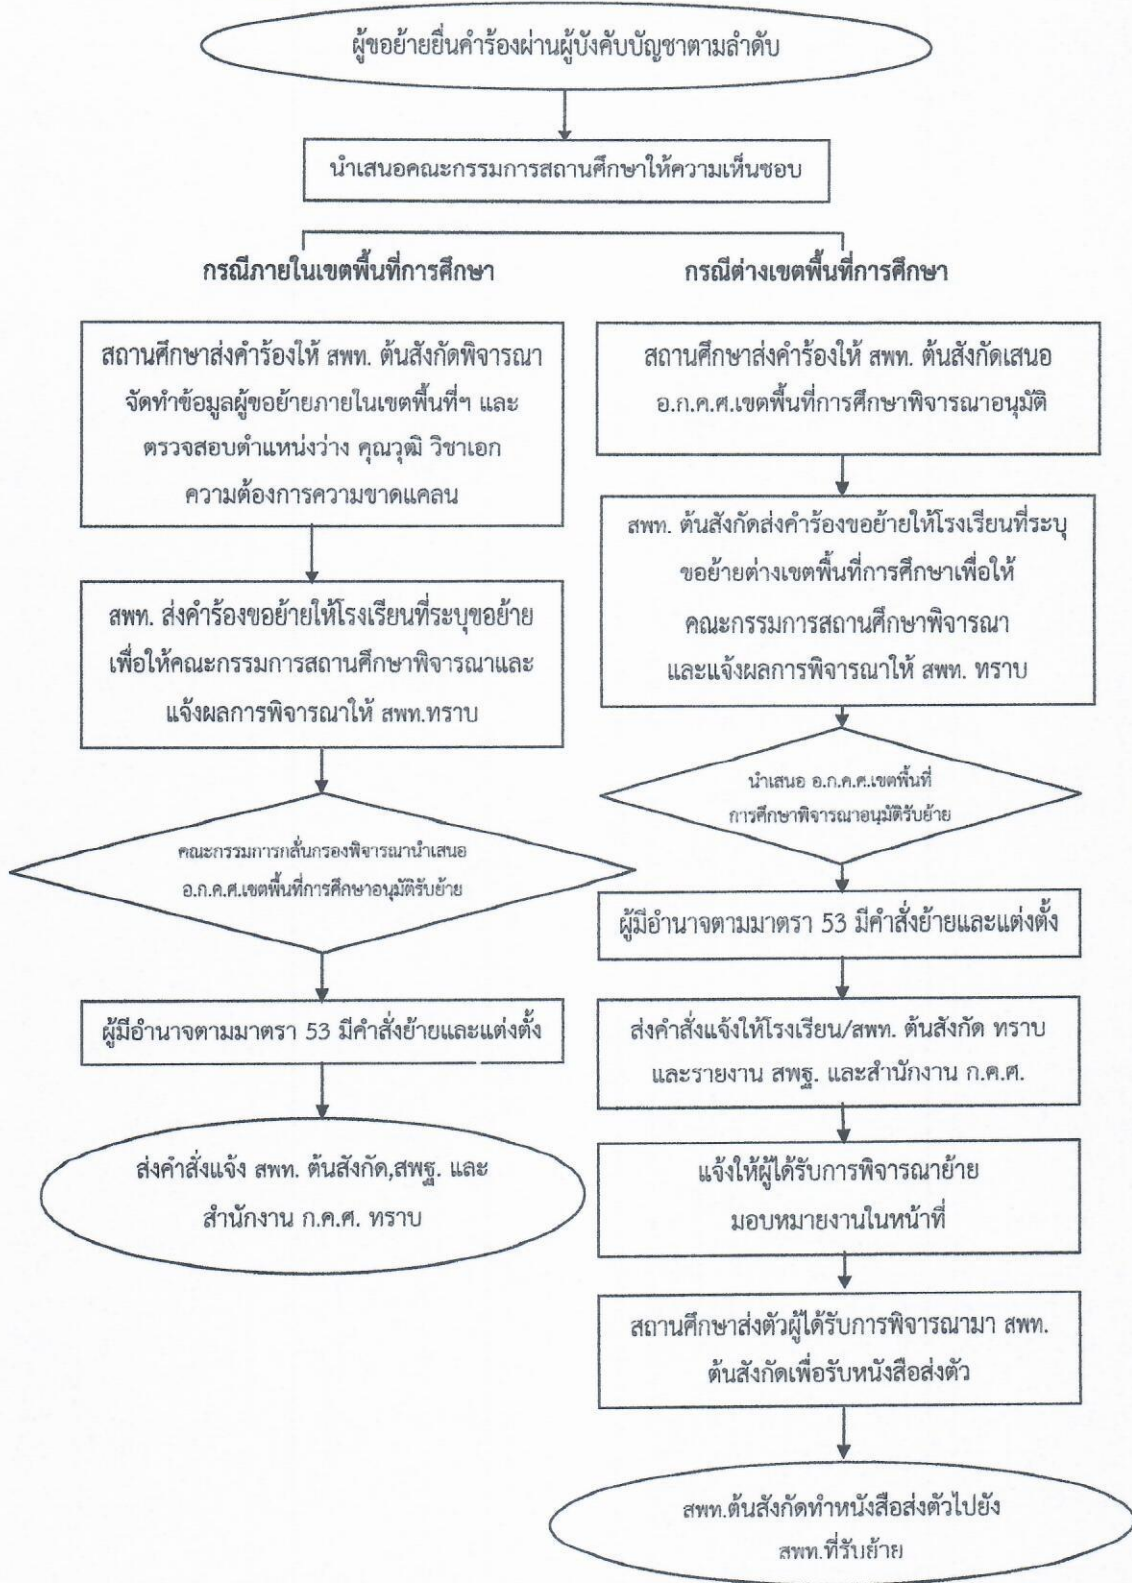 ผู้ขอย้ายยื่นคำร้องผ่านผู้บังคับบัญชาตามลำดับ
นำเสนอคณะกรรมการสถานศึกษาให้ความเห็นชอบ
กรณีภายในเขตพื้นที่การศึกษา
สถานศึกษาส่งคำร้องให้ สพท. ต้นสังกัดพิจารณา
จัดทำข้อมูลผู้ขอย้ายภายในเขตพื้นที่ฯ และ
ตรวจสอบตำแหน่งว่าง คุณวุฒิ วิชาเอก
ความต้องการความขาดแคลน
สพท. ส่งคำร้องขอย้ายให้โรงเรียนที่ระบุขอย้าย
เพื่อให้คณะกรรมการสถานศึกษาพิจารณาและ
แจ้งผลการพิจารณาให้ สพท.ทราบ
คณะกรรมการกลั่นกรองพิจารณานำเสนอ
อ.ก.ค.ศ.เขตพื้นที่การศึกษาอนุมัติรับย้าย
ผู้มีอำนาจตามมาตรา 53 มีคำสั่งย้ายและแต่งตั้ง
ส่งคำสั่งแจ้ง สพท. ต้นสังกัด,สพฐ. และ
สำนักงาน ก.ค.ศ. ทราบ
กรณีต่างเขตพื้นที่การศึกษา
สถานศึกษาส่งคำร้องให้ สพท. ต้นสังกัดเสนอ
อ.ก.ค.ศ.เขตพื้นที่การศึกษาพิจารณาอนุมัติ
สพท. ต้นสังกัดส่งคำร้องขอย้ายให้โรงเรียนที่ระบุ
ขอย้ายต่างเขตพื้นที่การศึกษาเพื่อให้
คณะกรรมการสถานศึกษาพิจารณา
และแจ้งผลการพิจารณาให้ สพท. ทราบ
นำเสนอ อ.ก.ค.ศ.เขตพื้นที่
การศึกษาพิจารณาอนุมัติรับย้าย
ผู้มีอำนาจตามมาตรา 53 มีคำสั่งย้ายและแต่งตั้ง
ส่งคำสั่งแจ้งให้โรงเรียน/สพท. ต้นสังกัด ทราบ
และรายงาน สพฐ. และสำนักงาน ก.ค.ศ.
แจ้งให้ผู้ได้รับการพิจารณาย้าย
มอบหมายงานในหน้าที่
สถานศึกษาส่งตัวผู้ได้รับการพิจารณามา สพท.
ต้นสังกัดเพื่อรับหนังสือส่งตัว
สพท.ต้นสังกัดทำหนังสือส่งตัวไปยัง
สพท.ที่รับย้าย